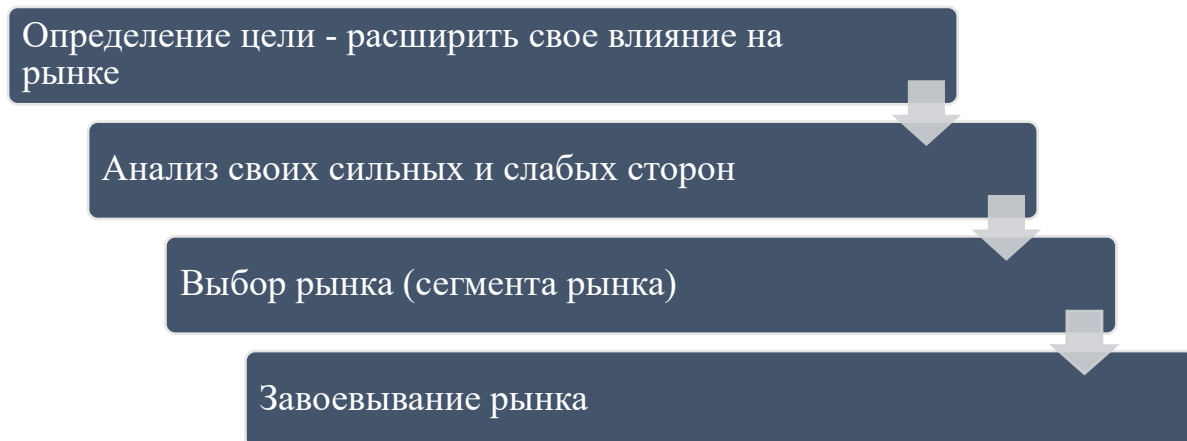 Определение цели - расширить свое влияние на
рынке
Анализ своих сильных и слабых сторон
Выбор рынка (сегмента рынка)
Завоевывание рынка